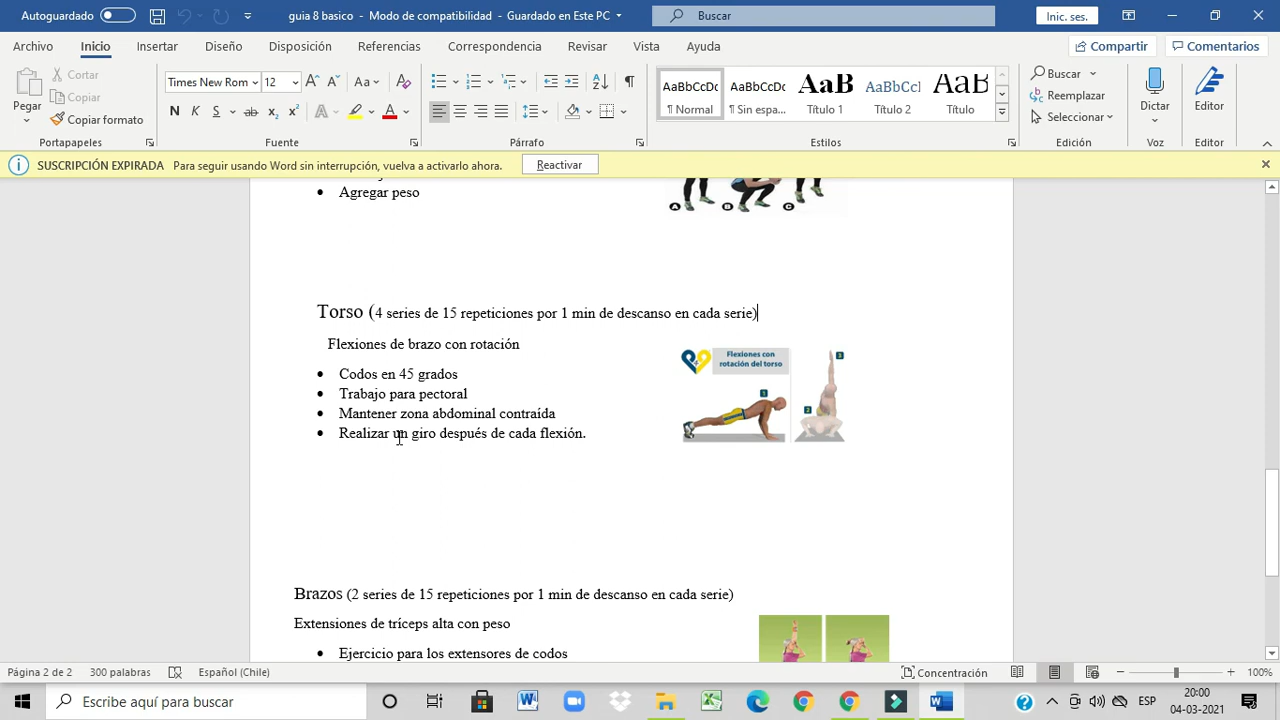 Autoguardado
guia 8 basico - Modo de compatibilidad - Guardado en Este PC
Buscar
Inic. ses.
Archivo Inicio Insertar Diseño Disposición Referencias Correspondencia Revisar Vista Ayuda
Compartir Comentarios
Pegar
Cortar
Copiar
Copiar formato
Portapapeles
Times New Rom 12
N K S ab x₂ x²
Fuente
Párrafo
AaBbCcDc AaBbCcDc AaB AaBbCcI AaB
¶ Normal ¶ Sin espa... Título 1 Título 2 Título
Estilos
Buscar
Reemplazar
Seleccionar
Edición
Dictar
Voz
Editor
Editor
SUSCRIPCIÓN EXPIRADA Para seguir usando Word sin interrupción, vuelva a activarlo ahora. Reactivar
• Agregar peso
A B C
Torso (4 series de 15 repeticiones por 1 min de descanso en cada serie)
Flexiones de brazo con rotación
• Codos en 45 grados
• Trabajo para pectoral
• Mantener zona abdominal contraída
• Realizar un giro después de cada flexión.
Flexiones con
rotación del torso
1
2
3
Brazos (2 series de 15 repeticiones por 1 min de descanso en cada serie)
Extensiones de tríceps alta con peso
• Ejercicio para los extensores de codos
Página 2 de 2 300 palabras Español (Chile) Concentración 100%
Escribe aquí para buscar
ESP
20:00
04-03-2021